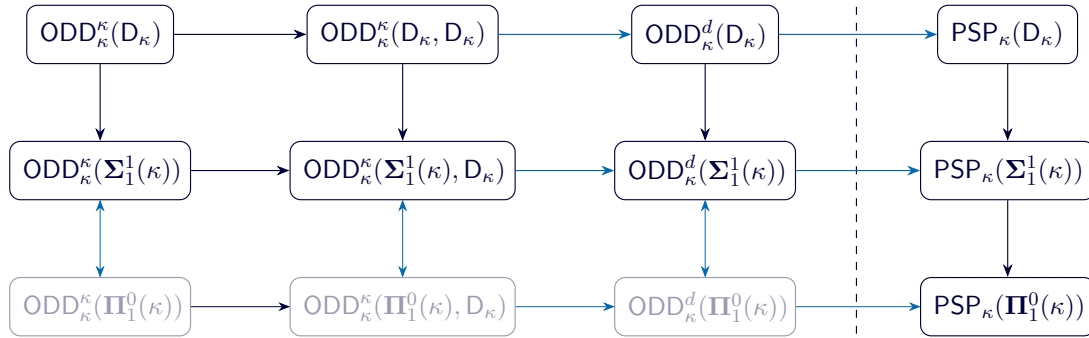 ODD^κ_κ(D_κ) ODD^κ_κ(D_κ, D_κ) ODD^d_κ(D_κ) PSP_κ(D_κ)
ODD^κ_κ(𝚺^1_1(κ)) ODD^κ_κ(𝚺^1_1(κ), D_κ) ODD^d_κ(𝚺^1_1(κ)) PSP_κ(𝚺^1_1(κ))
ODD^κ_κ(𝚷^0_1(κ)) ODD^κ_κ(𝚷^0_1(κ), D_κ) ODD^d_κ(𝚷^0_1(κ)) PSP_κ(𝚷^0_1(κ))